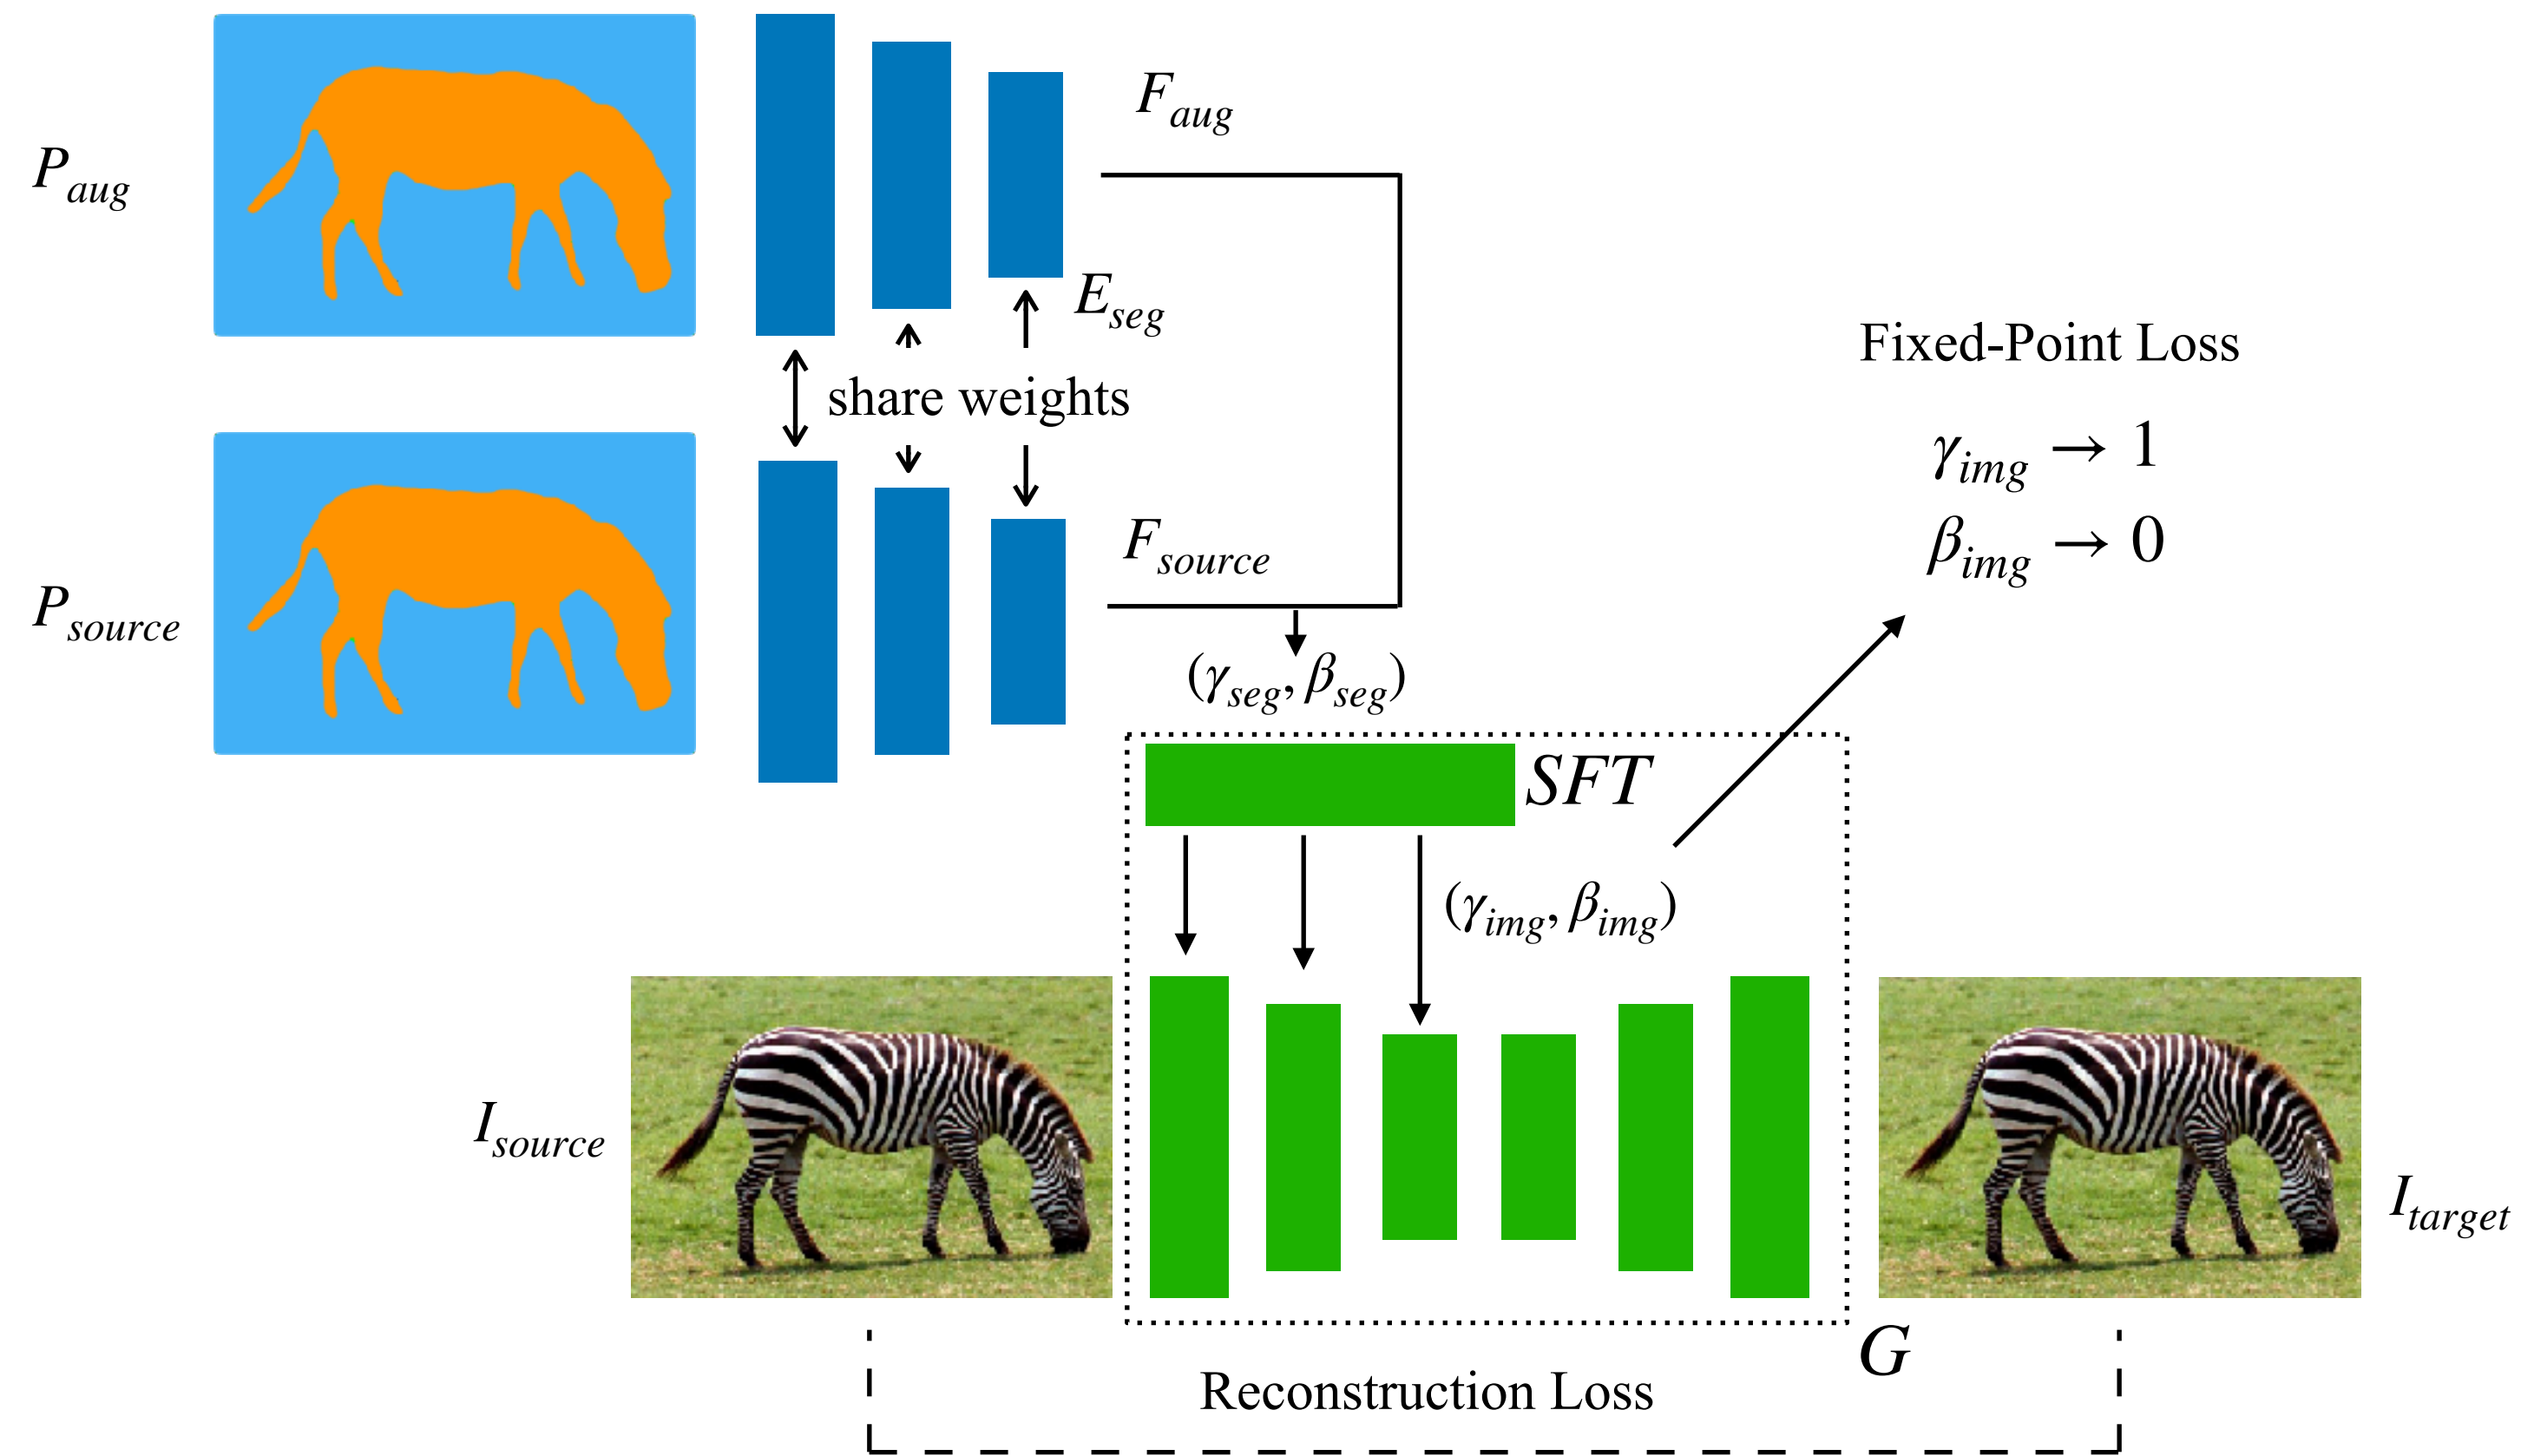 P_aug
F_aug
E_seg
share weights
Fixed-Point Loss
γ_img → 1
β_img → 0
P_source
F_source
(γ_seg, β_seg)
SFT
(γ_img, β_img)
I_source
I_target
G
Reconstruction Loss